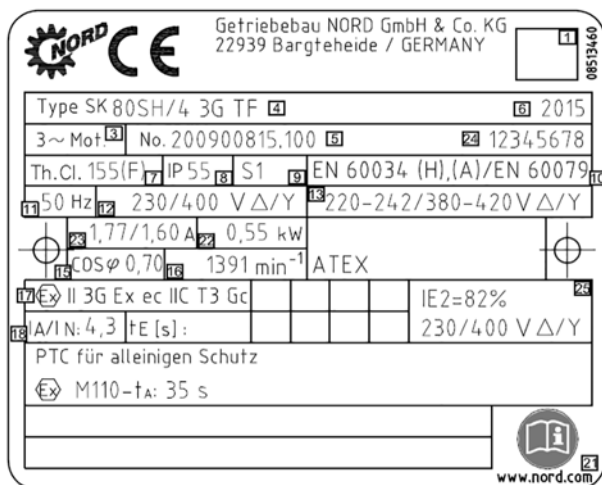 NORD CE Getriebebau NORD GmbH & Co. KG 1
22939 Bargteheide / GERMANY
08513460
Type SK 80SH/4 3G TF 4 6 2015
3~ Mot. 3 No. 200900815.100 5 24 12345678
Th.Cl. 155(F) 7 IP 55 8 S1 9 EN 60034 (H),(A)/EN 60079 10
11 50 Hz 12 230/400 V Δ/Y 13 220-242/380-420V Δ/Y
23 1,77/1,60 A 22 0,55 kW
15 COSφ 0,70 16 1391 min⁻¹ ATEX
17 Ex II 3G Ex ec IIC T3 Gc IE2=82% 25
18 IA/I N: 4,3 tE [s] : 230/400 V Δ/Y
PTC für alleinigen Schutz
Ex M110-tA: 35 s
i
21
www.nord.com